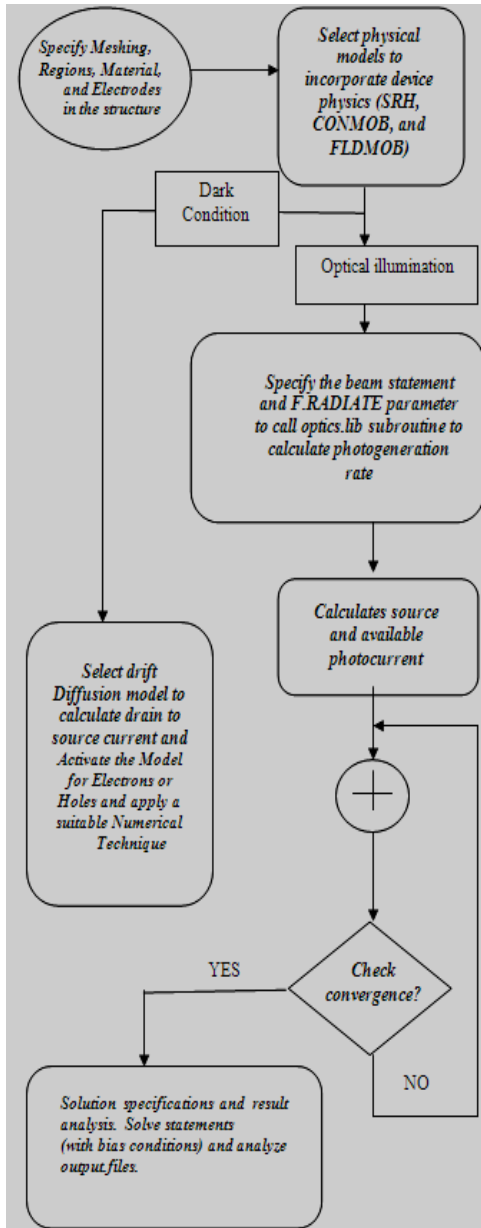 Specify Meshing,
Regions, Material,
and Electrodes
in the structure
Select physical
models to
incorporate device
physics (SRH,
CONMOB, and
FLDMOB)
Dark
Condition
Optical illumination
Specify the beam statement
and F.RADIATE parameter
to call optics.lib subroutine to
calculate photogeneration
rate
Calculates source
and available
photocurrent
Select drift
Diffusion model to
calculate drain to
source current and
Activate the Model
for Electrons or
Holes and apply a
suitable Numerical
Technique
Check
convergence?
YES
NO
Solution specifications and result
analysis. Solve statements
(with bias conditions) and analyze
output.files.